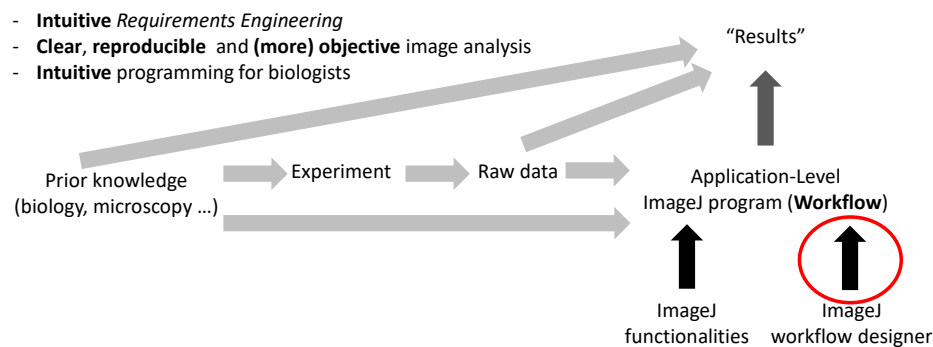 - Intuitive Requirements Engineering
- Clear, reproducible and (more) objective image analysis
- Intuitive programming for biologists
"Results"
Prior knowledge
(biology, microscopy ...)
Experiment
Raw data
Application-Level
ImageJ program (Workflow)
ImageJ
functionalities
ImageJ
workflow designer